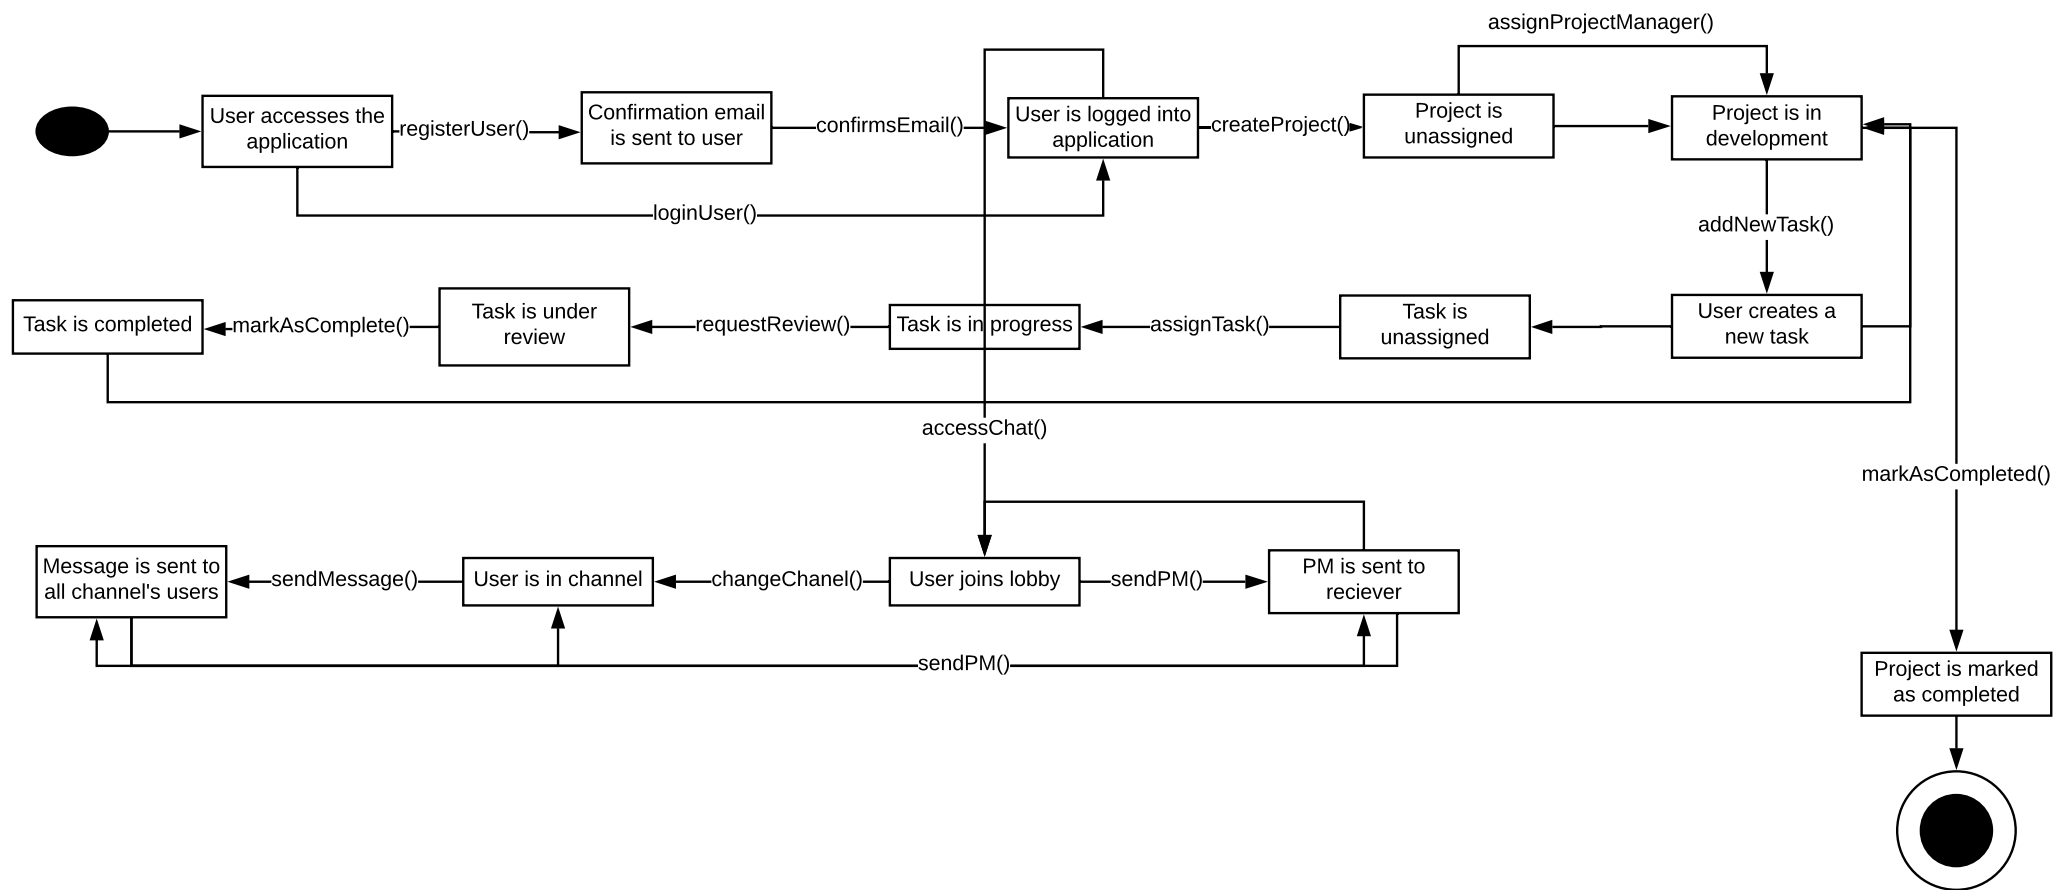 assignProjectManager()
User accesses the
application
registerUser()
Confirmation email
is sent to user
confirmsEmail()
User is logged into
application
createProject()
Project is
unassigned
Project is in
development
loginUser()
addNewTask()
Task is completed
markAsComplete()
Task is under
review
requestReview()
Task is in progress
assignTask()
Task is
unassigned
User creates a
new task
accessChat()
markAsCompleted()
Message is sent to
all channel's users
sendMessage()
User is in channel
changeChanel()
User joins lobby
sendPM()
PM is sent to
reciever
sendPM()
Project is marked
as completed